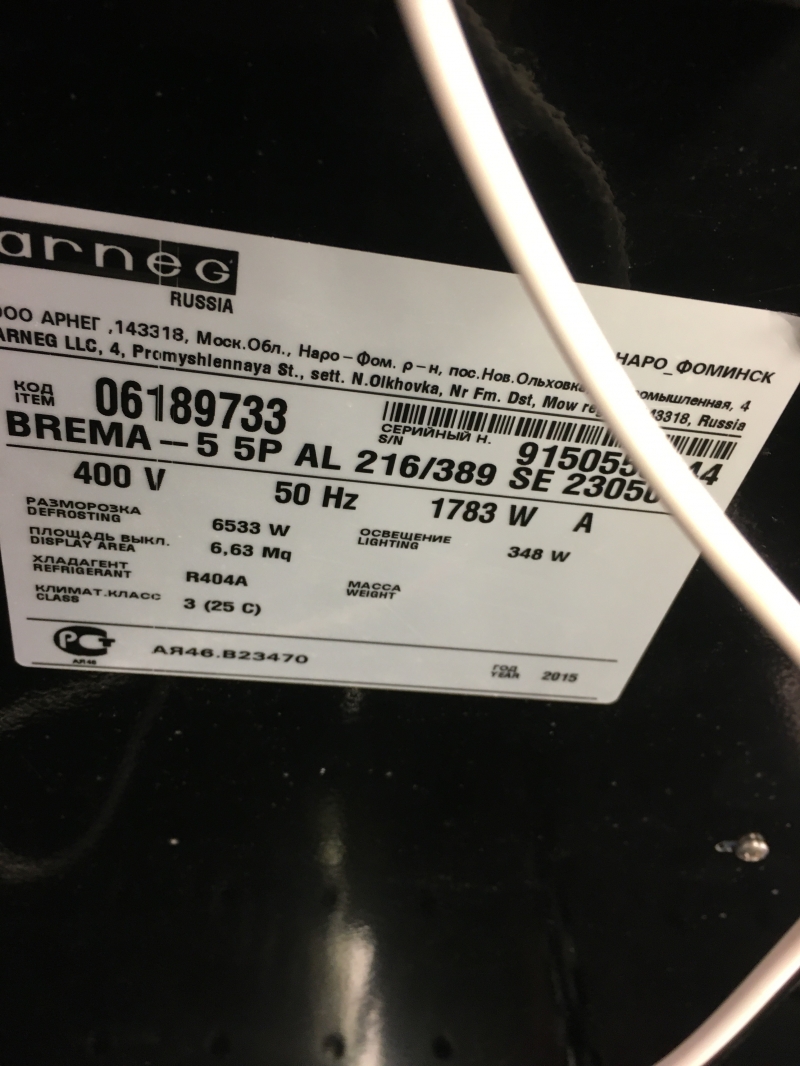 arneg
RUSSIA
НАРО_ФОМИНСК
ООО АРНЕГ ,143318, Моск.Обл., Наро-Фом. р-н, пос.Нов.Ольховка 4
ARNEG LLC, 4, Promyshlennaya St., sett. N.Olkhovka, Nr Fm. Dst, Mow Russia
КОД
ITEM
06189733
СЕРИЙНЫЙ Н.
S/N
BREMA - 5 5P AL 216/389 SE
400 V 50 Hz 1783 W A
РАЗМОРОЗКА
DEFROSTING
6533 W
ОСВЕЩЕНИЕ
LIGHTING
348 W
ПЛОЩАДЬ ВЫКЛ.
DISPLAY AREA
6,63 Mq
ХЛАДАГЕНТ
REFRIGERANT
R404A
МАССА
WEIGHT
КЛИМАТ.КЛАСС
CLASS
3 (25 C)
РСТ
АЯ46
АЯ46.В23470
ГОД
YEAR
2015